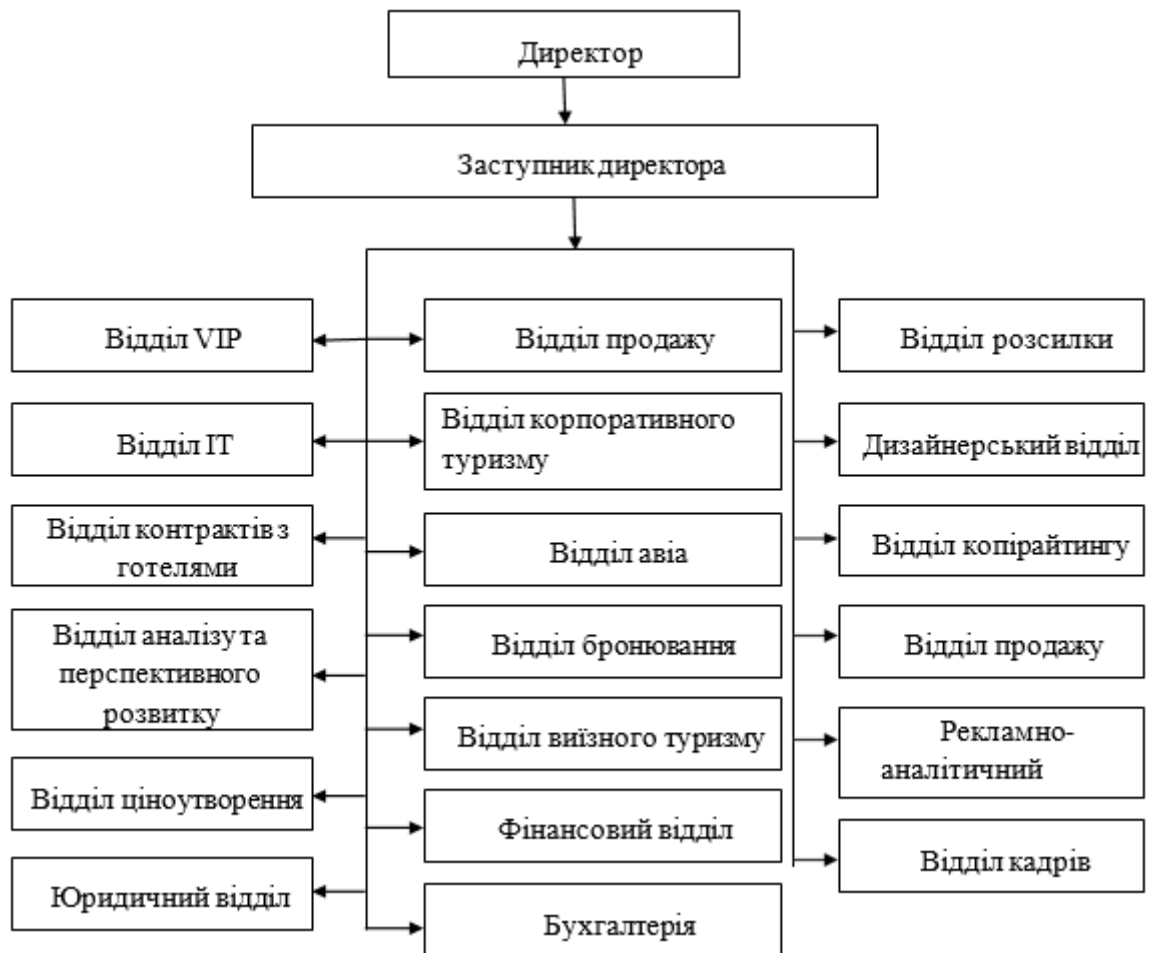 Директор
Заступник директора
Відділ VIP
Відділ продажу
Відділ розсилки
Відділ IT
Відділ корпоративного
туризму
Дизайнерський відділ
Відділ контрактів з
готелями
Відділ авіа
Відділ копірайтингу
Відділ аналізу та
перспективного
розвитку
Відділ бронювання
Відділ продажу
Відділ виїзного туризму
Рекламно-
аналітичний
Відділ ціноутворення
Фінансовий відділ
Відділ кадрів
Юридичний відділ
Бухгалтерія